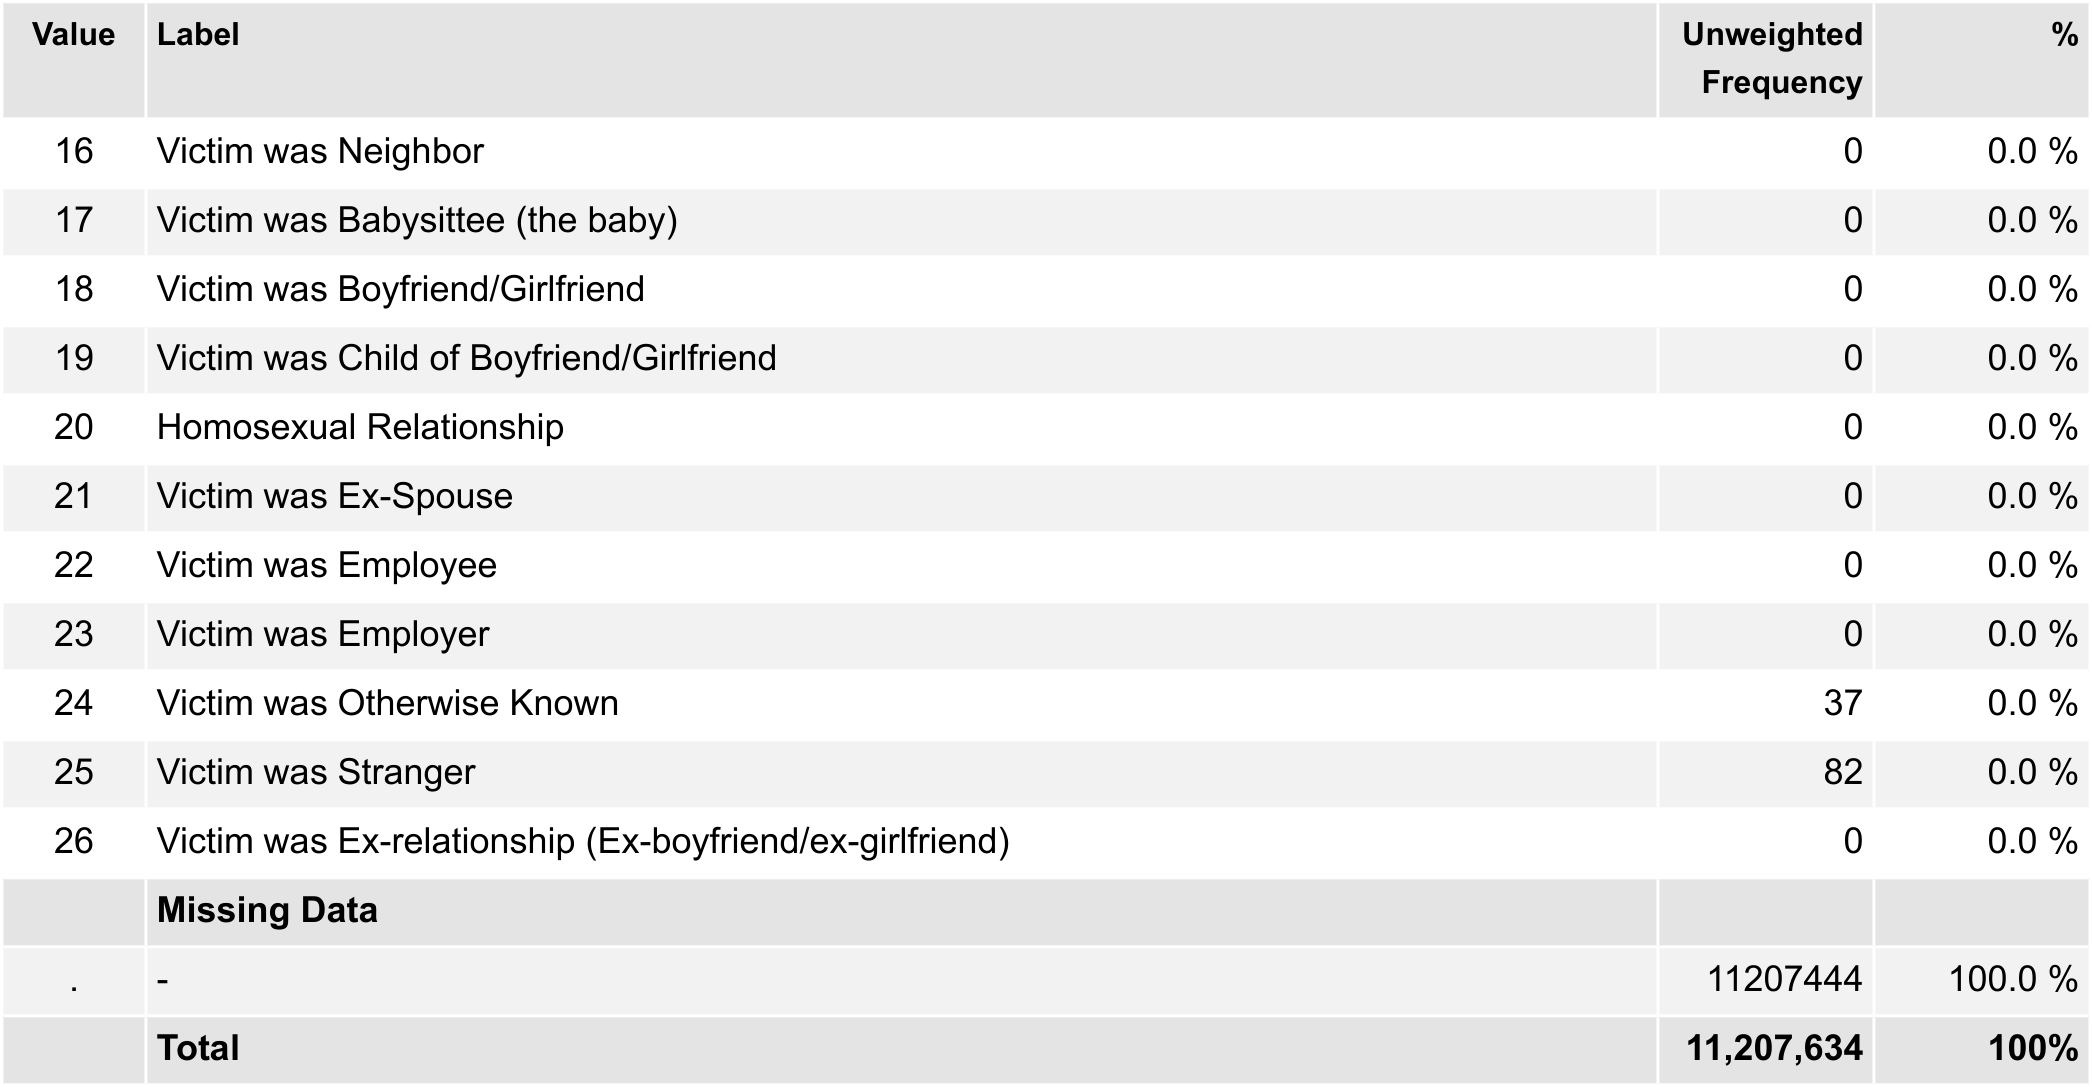 Value Label Unweighted Frequency %
16 Victim was Neighbor 0 0.0 %
17 Victim was Babysittee (the baby) 0 0.0 %
18 Victim was Boyfriend/Girlfriend 0 0.0 %
19 Victim was Child of Boyfriend/Girlfriend 0 0.0 %
20 Homosexual Relationship 0 0.0 %
21 Victim was Ex-Spouse 0 0.0 %
22 Victim was Employee 0 0.0 %
23 Victim was Employer 0 0.0 %
24 Victim was Otherwise Known 37 0.0 %
25 Victim was Stranger 82 0.0 %
26 Victim was Ex-relationship (Ex-boyfriend/ex-girlfriend) 0 0.0 %
Missing Data
. - 11207444 100.0 %
Total 11,207,634 100%